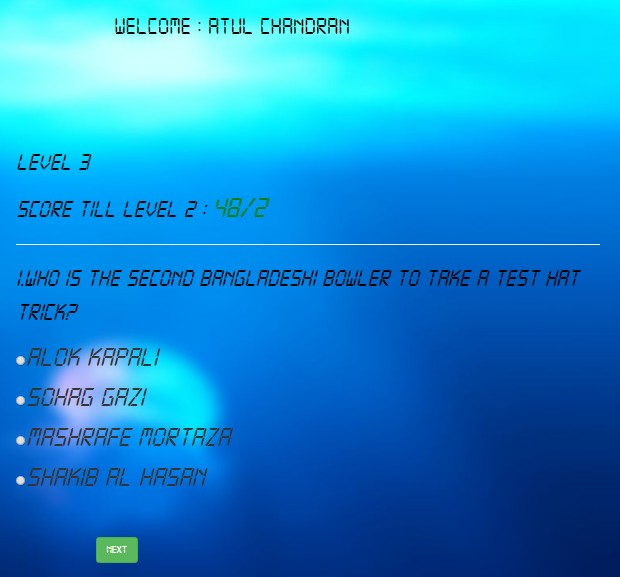 WELCOME : ATUL CHANDRAN
LEVEL 3
SCORE TILL LEVEL 2 : 48/2
1.WHO IS THE SECOND BANGLADESHI BOWLER TO TAKE A TEST HAT
TRICK?
ALOK KAPALI
SOHAG GAZI
MASHRAFE MORTAZA
SHAKIB AL HASAN
NEXT